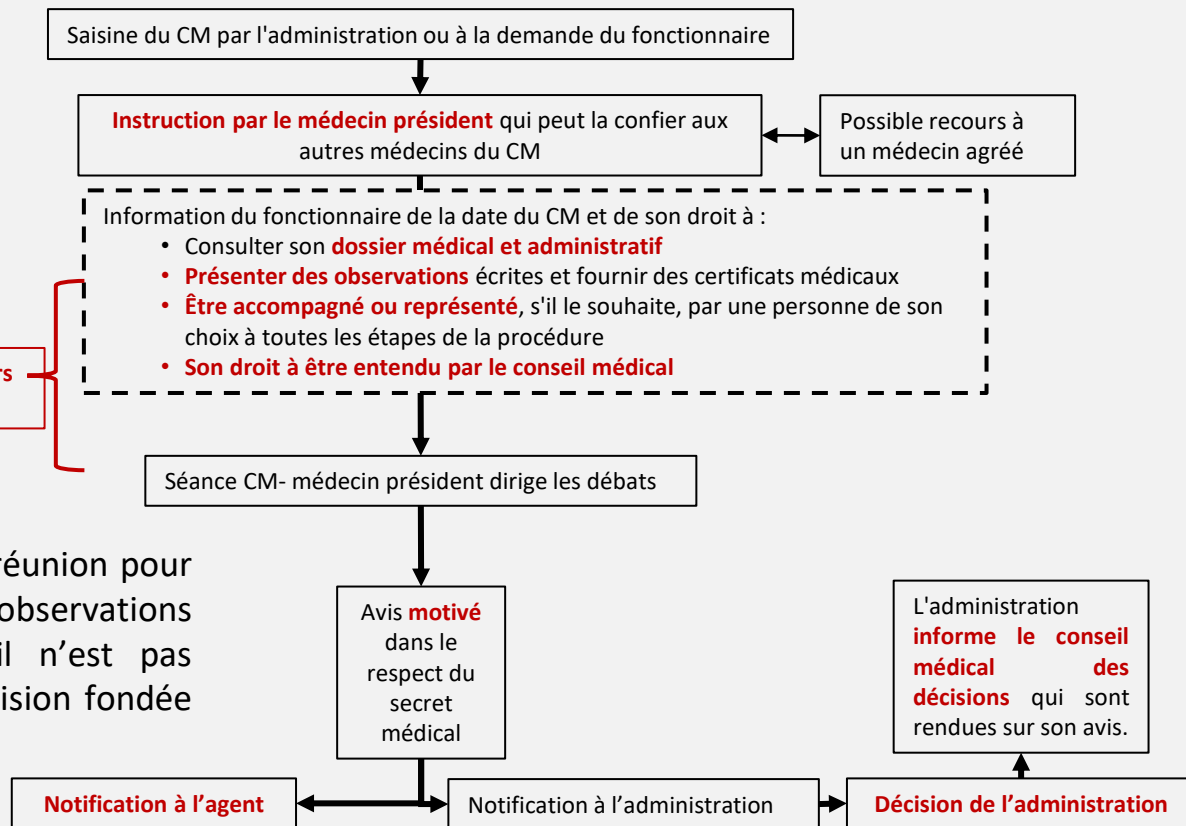 Saisine du CM par l'administration ou à la demande du fonctionnaire
Instruction par le médecin président qui peut la confier aux
autres médecins du CM
Possible recours à
un médecin agréé
Information du fonctionnaire de la date du CM et de son droit à :
• Consulter son dossier médical et administratif
• Présenter des observations écrites et fournir des certificats médicaux
• Être accompagné ou représenté, s'il le souhaite, par une personne de son
choix à toutes les étapes de la procédure
• Son droit à être entendu par le conseil médical
Séance CM- médecin président dirige les débats
réunion pour
observations
il n’est pas
fondée
Avis motivé
dans le
respect du
secret
médical
L'administration
informe le conseil
médical des
décisions qui sont
rendues sur son avis.
Notification à l’agent
Notification à l’administration
Décision de l’administration